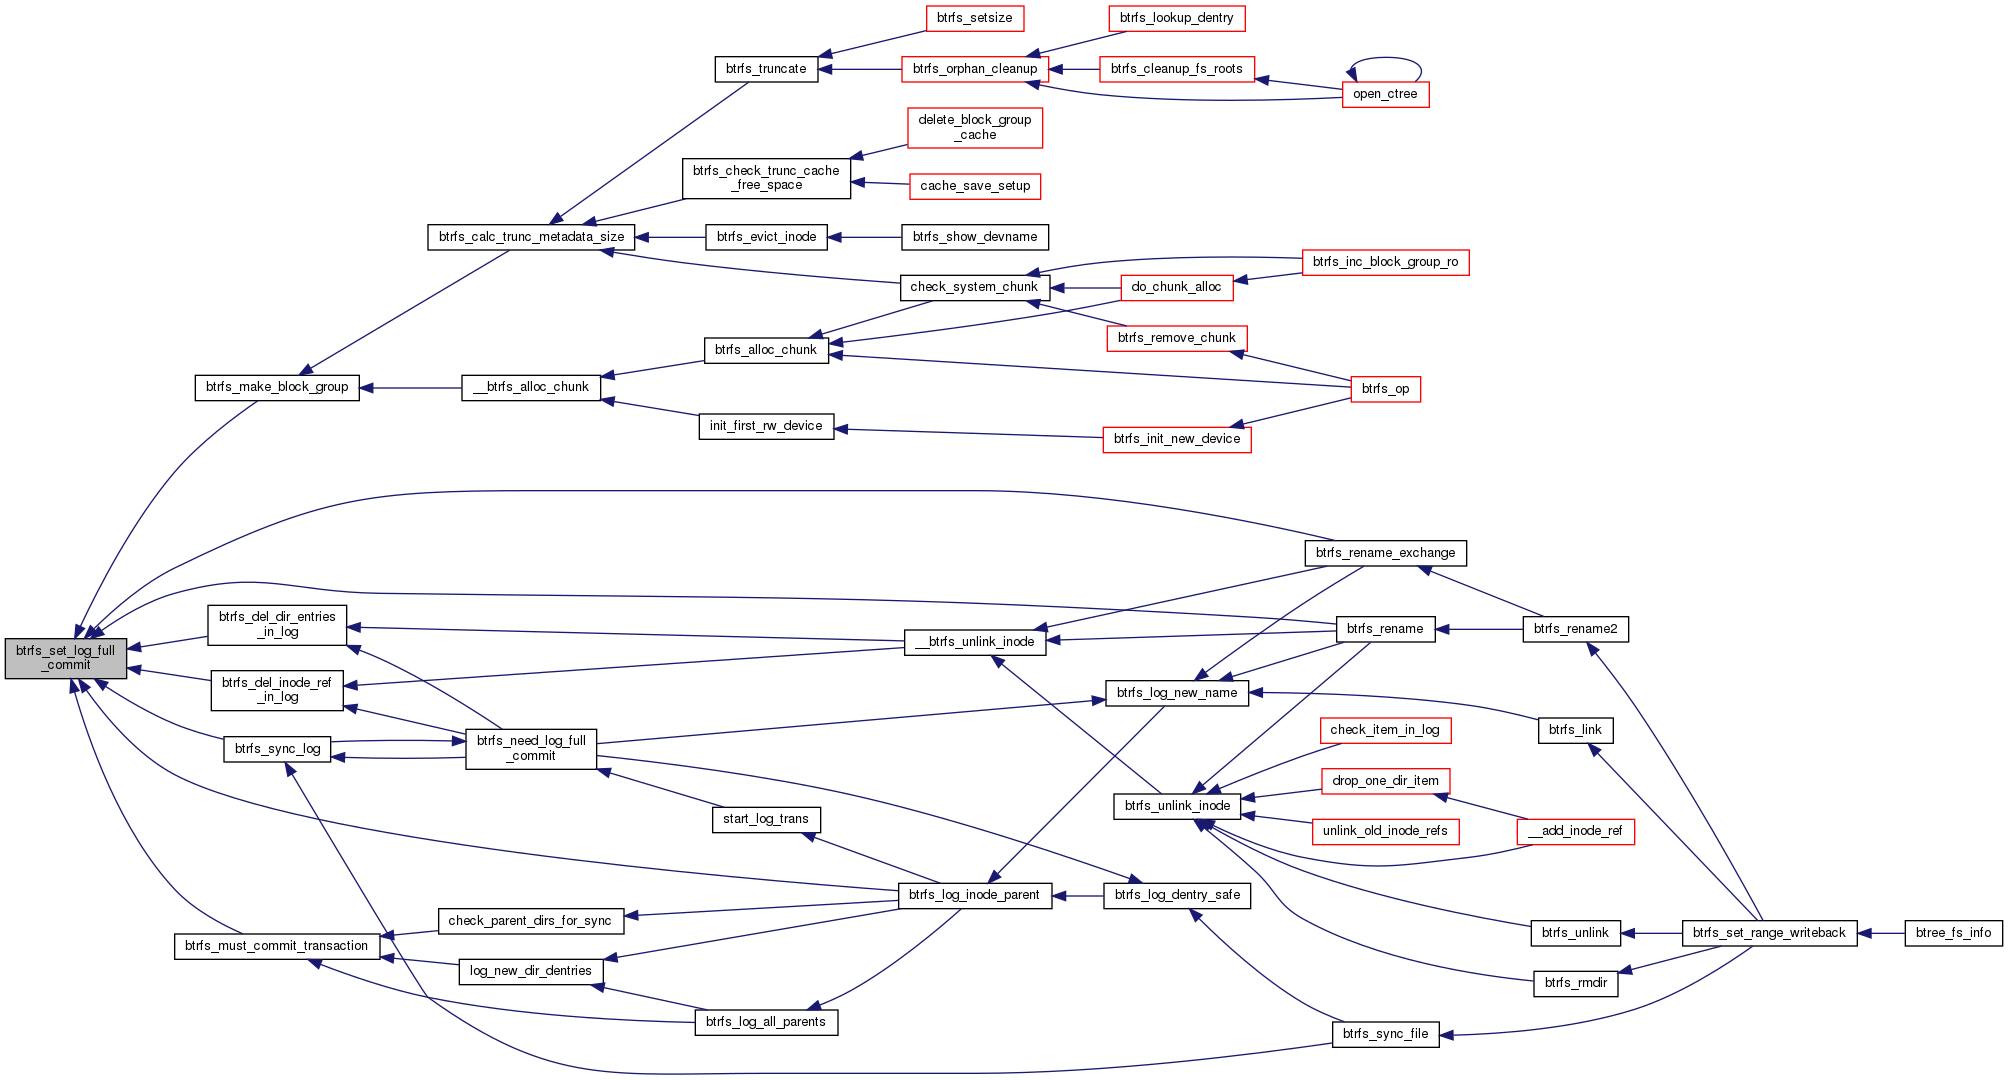 btrfs_setsize
btrfs_lookup_dentry
btrfs_truncate
btrfs_orphan_cleanup
btrfs_cleanup_fs_roots
open_ctree
delete_block_group
_cache
btrfs_check_trunc_cache
_free_space
cache_save_setup
btrfs_calc_trunc_metadata_size
btrfs_evict_inode
btrfs_show_devname
btrfs_inc_block_group_ro
check_system_chunk
do_chunk_alloc
btrfs_remove_chunk
btrfs_alloc_chunk
btrfs_make_block_group
__btrfs_alloc_chunk
btrfs_op
init_first_rw_device
btrfs_init_new_device
btrfs_rename_exchange
btrfs_del_dir_entries
_in_log
btrfs_rename
btrfs_rename2
__btrfs_unlink_inode
btrfs_set_log_full
_commit
btrfs_del_inode_ref
_in_log
btrfs_log_new_name
check_item_in_log
btrfs_link
btrfs_sync_log
btrfs_need_log_full
_commit
drop_one_dir_item
btrfs_unlink_inode
start_log_trans
unlink_old_inode_refs
__add_inode_ref
btrfs_log_inode_parent
btrfs_log_dentry_safe
check_parent_dirs_for_sync
btrfs_unlink
btrfs_set_range_writeback
btree_fs_info
btrfs_must_commit_transaction
log_new_dir_dentries
btrfs_rmdir
btrfs_log_all_parents
btrfs_sync_file